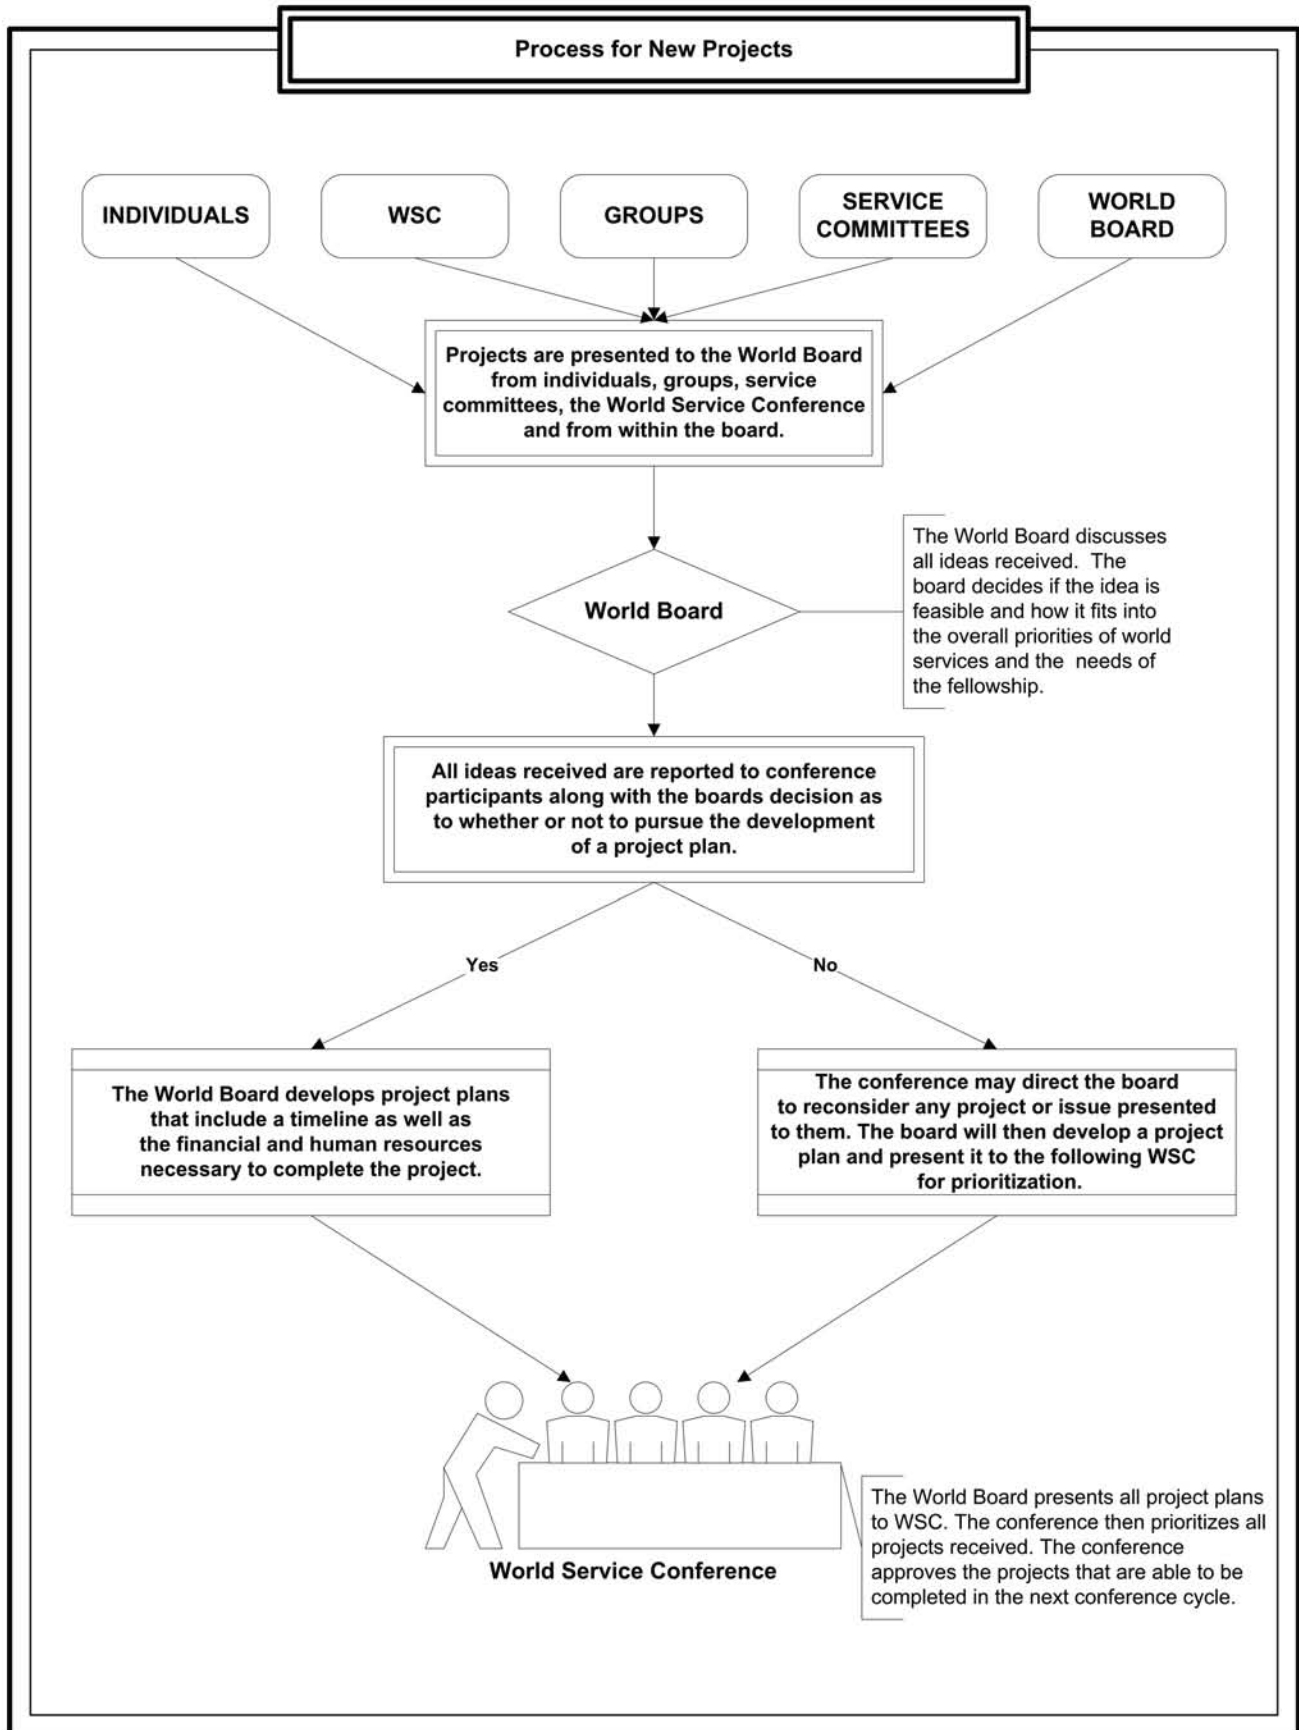 Process for New Projects
INDIVIDUALS
WSC
GROUPS
SERVICE
COMMITTEES
WORLD
BOARD
Projects are presented to the World Board
from individuals, groups, service
committees, the World Service Conference
and from within the board.
World Board
The World Board discusses
all ideas received.  The
board decides if the idea is
feasible and how it fits into
the overall priorities of world
services and the  needs of
the fellowship.
All ideas received are reported to conference
participants along with the boards decision as
to whether or not to pursue the development
of a project plan.
Yes
No
The World Board develops project plans
that include a timeline as well as
the financial and human resources
necessary to complete the project.
The conference may direct the board
to reconsider any project or issue presented
to them. The board will then develop a project
plan and present it to the following WSC
for prioritization.
World Service Conference
The World Board presents all project plans
to WSC. The conference then prioritizes all
projects received. The conference
approves the projects that are able to be
completed in the next conference cycle.